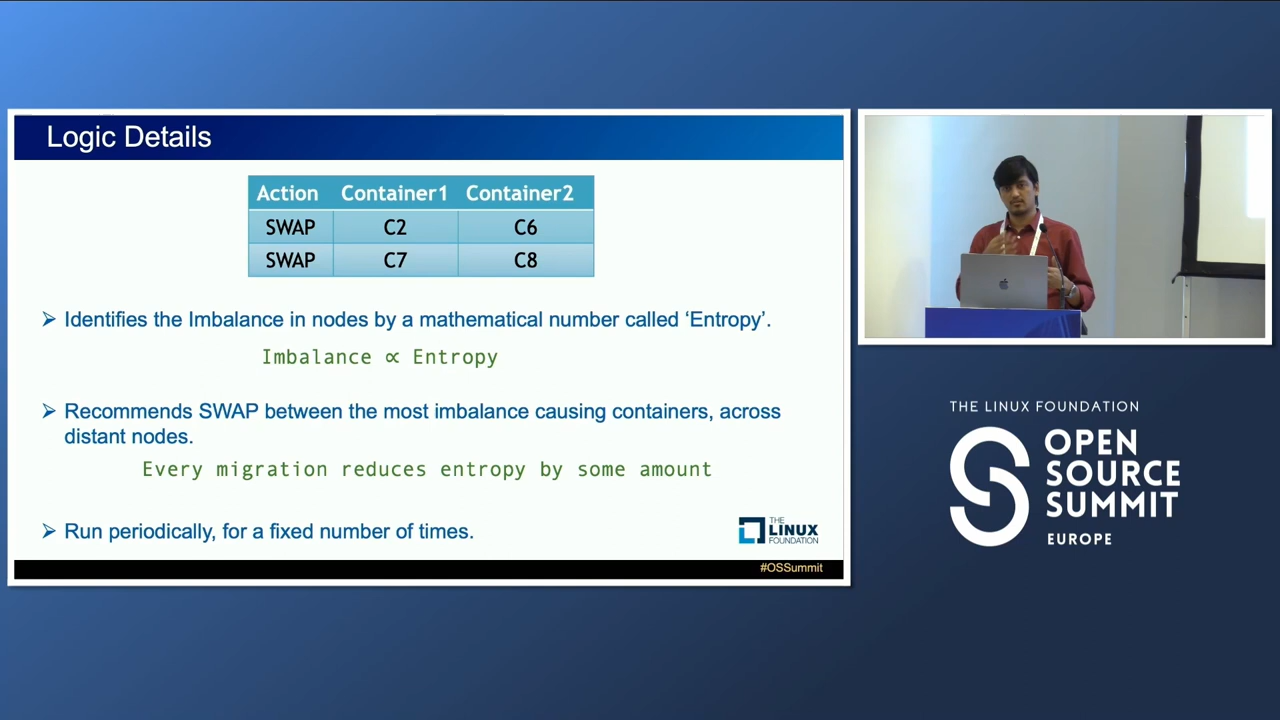 Logic Details
Action Container1 Container2
SWAP C2 C6
SWAP C7 C8
➢ Identifies the Imbalance in nodes by a mathematical number called ‘Entropy’.
Imbalance ∝ Entropy
➢ Recommends SWAP between the most imbalance causing containers, across
distant nodes.
Every migration reduces entropy by some amount
➢ Run periodically, for a fixed number of times.
THE
LINUX
FOUNDATION
#OSSummit
THE LINUX FOUNDATION
OPEN
SOURCE
SUMMIT
EUROPE